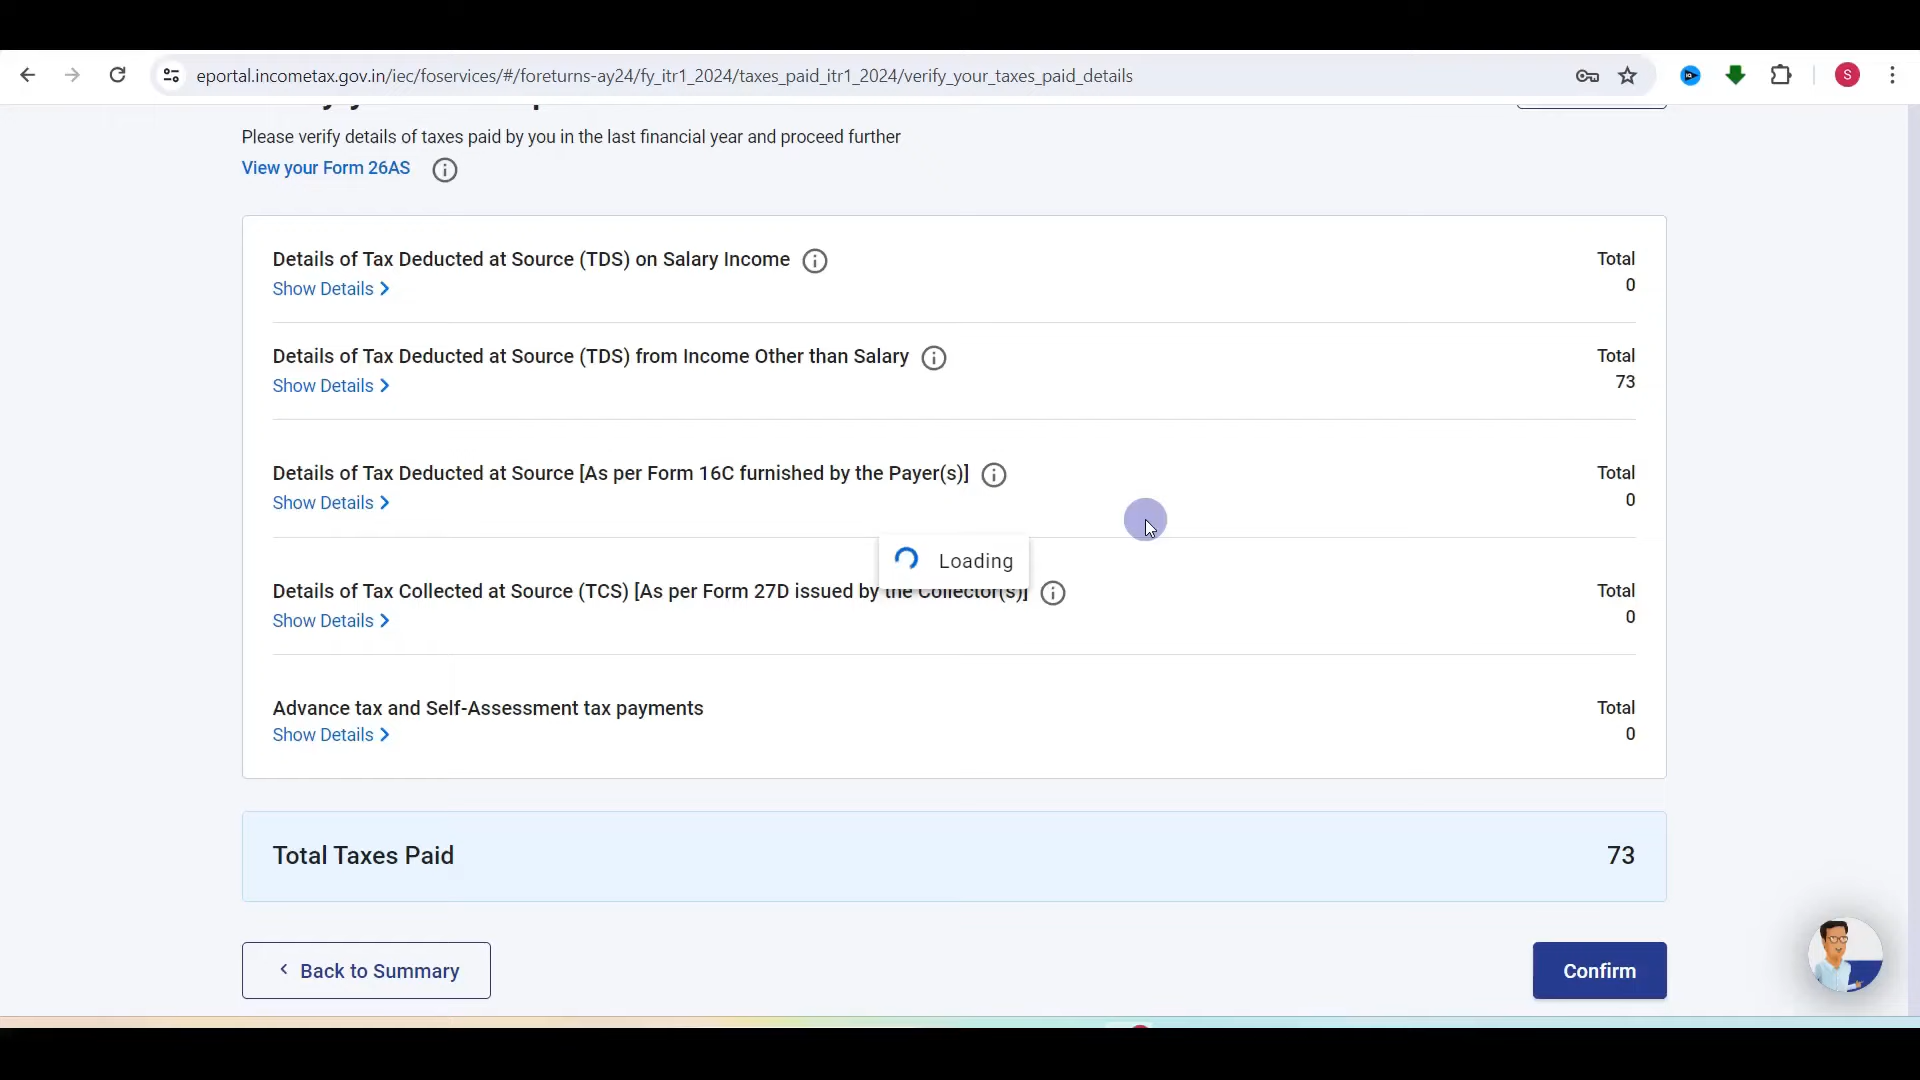 eportal.incometax.gov.in/iec/foservices/#/foreturns-ay24/fy_itr1_2024/taxes_paid_itr1_2024/verify_your_taxes_paid_details
S
Please verify details of taxes paid by you in the last financial year and proceed further
View your Form 26AS
Details of Tax Deducted at Source (TDS) on Salary Income
Total
Show Details
0
Details of Tax Deducted at Source (TDS) from Income Other than Salary
Total
Show Details
73
Details of Tax Deducted at Source [As per Form 16C furnished by the Payer(s)]
Total
Show Details
0
Loading
Details of Tax Collected at Source (TCS) [As per Form 27D issued by the Collector(s)]
Total
Show Details
0
Advance tax and Self-Assessment tax payments
Total
Show Details
0
Total Taxes Paid
73
Back to Summary
Confirm